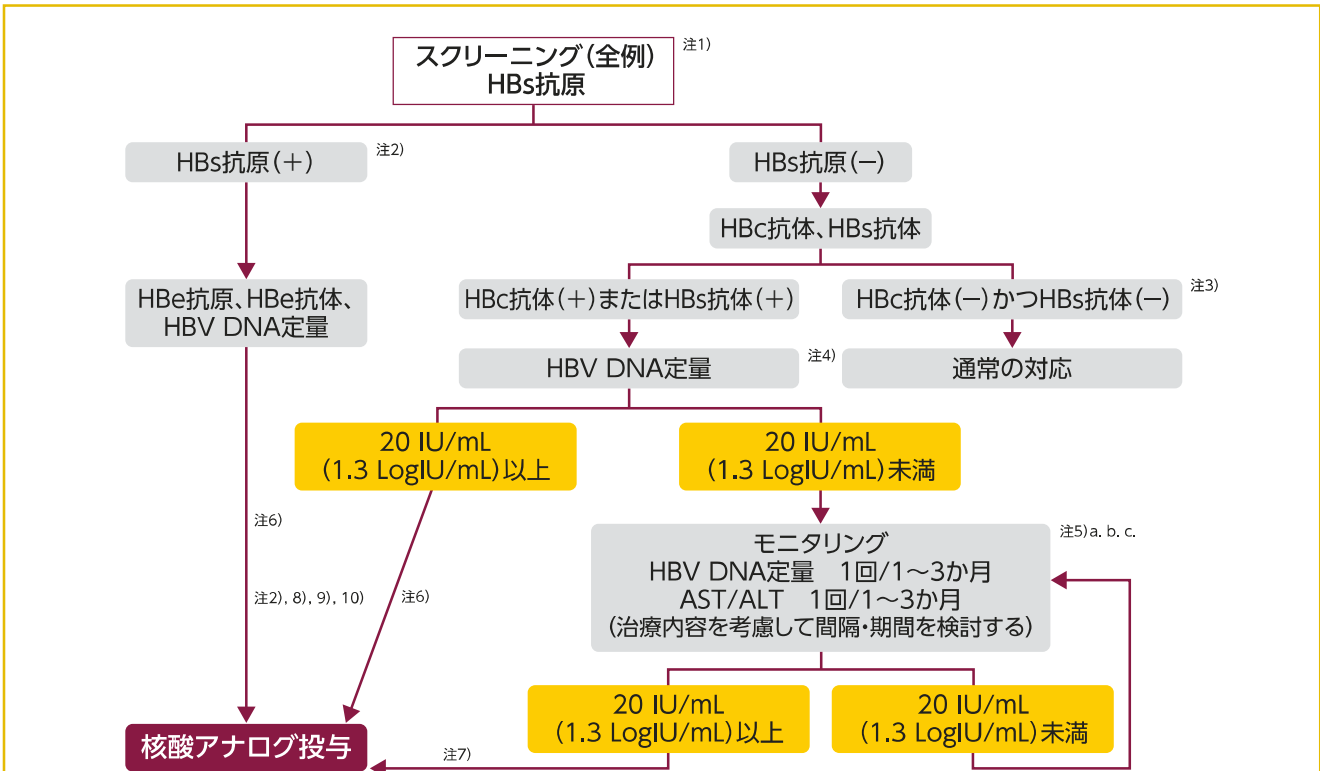 スクリーニング(全例)
HBs抗原
注1)
HBs抗原(+)
注2)
HBs抗原(−)
HBc抗体、HBs抗体
HBe抗原、HBe抗体、
HBV DNA定量
HBc抗体(+)またはHBs抗体(+)
HBc抗体(−)かつHBs抗体(−)
注3)
HBV DNA定量
注4)
通常の対応
20 IU/mL
(1.3 LogIU/mL)以上
20 IU/mL
(1.3 LogIU/mL)未満
注6)
注2), 8), 9), 10)
注6)
モニタリング
HBV DNA定量 1回/1〜3か月
AST/ALT 1回/1〜3か月
(治療内容を考慮して間隔・期間を検討する)
注5)a. b. c.
20 IU/mL
(1.3 LogIU/mL)以上
20 IU/mL
(1.3 LogIU/mL)未満
核酸アナログ投与
注7)